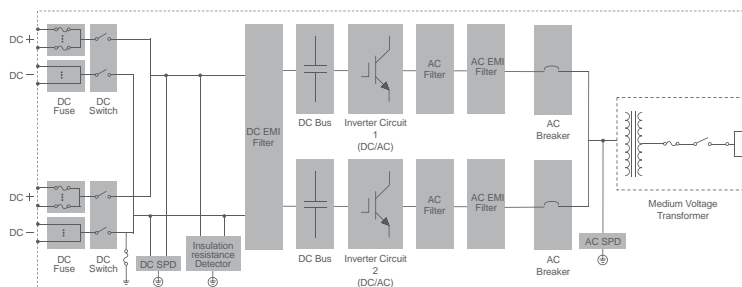 DC +
DC -
DC
Fuse
DC
Switch
DC +
DC -
DC
Fuse
DC
Switch
DC SPD
Insulation
resistance
Detector
DC EMI
Filter
DC Bus
Inverter Circuit
1
(DC/AC)
AC
Filter
AC EMI
Filter
AC
Breaker
DC Bus
Inverter Circuit
2
(DC/AC)
AC
Filter
AC EMI
Filter
AC
Breaker
AC SPD
Medium Voltage
Transformer